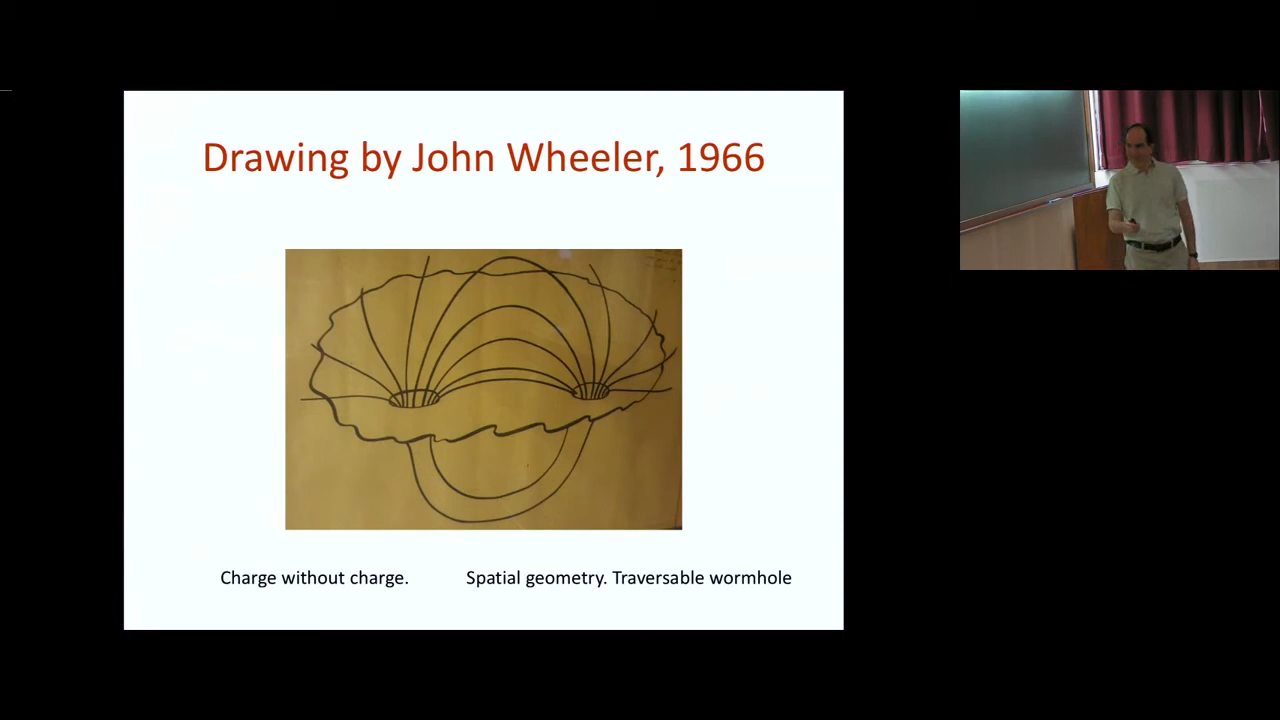 Drawing by John Wheeler, 1966
Charge without charge.
Spatial geometry. Traversable wormhole